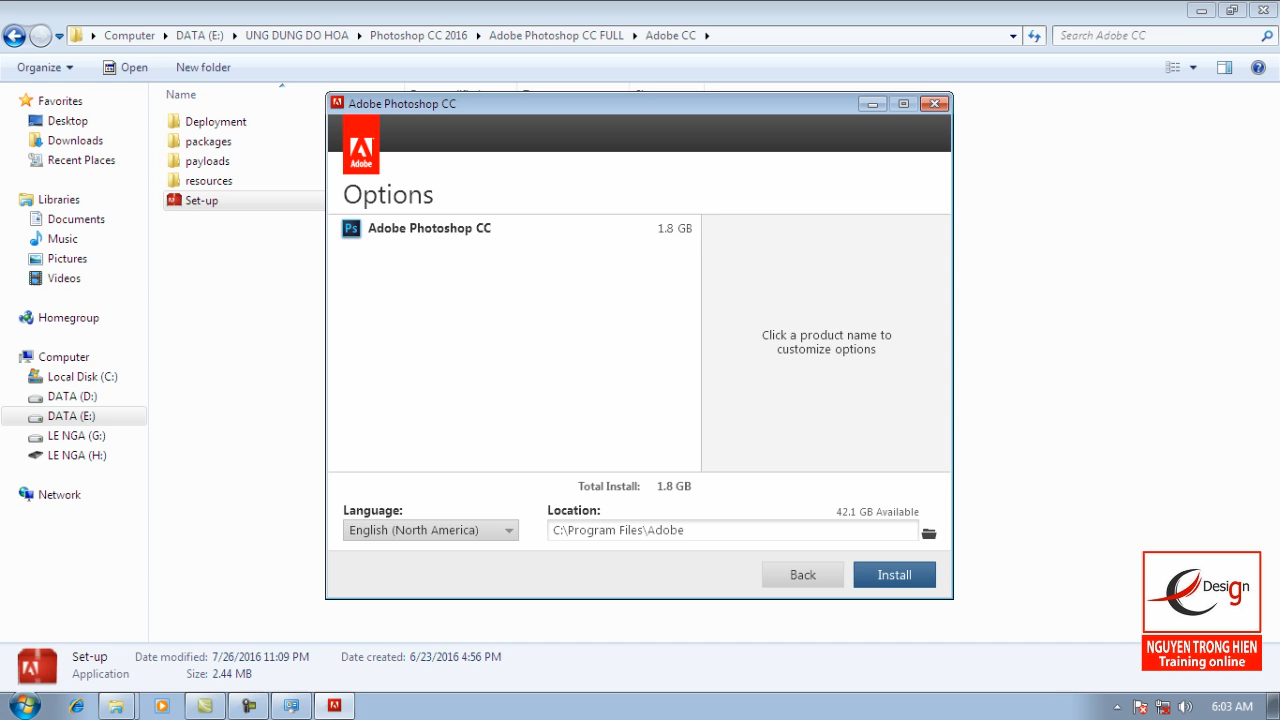 Computer
DATA (E:)
UNG DUNG DO HOA
Photoshop CC 2016
Adobe Photoshop CC FULL
Adobe CC
Search Adobe CC
Organize
Open
New folder
Favorites
Desktop
Downloads
Recent Places
Libraries
Documents
Music
Pictures
Videos
Homegroup
Computer
Local Disk (C:)
DATA (D:)
DATA (E:)
LE NGA (G:)
LE NGA (H:)
Network
Name
Deployment
packages
payloads
resources
Set-up
Adobe Photoshop CC
Adobe
Options
Ps
Adobe Photoshop CC
1.8 GB
Click a product name to
customize options
Total Install: 1.8 GB
Language:
English (North America)
Location:
42.1 GB Available
C:\Program Files\Adobe
Back
Install
Design
NGUYEN TRONG HIEN
Training online
Set-up
Date modified: 7/26/2016 11:09 PM
Date created: 6/23/2016 4:56 PM
Application
Size: 2.44 MB
6:03 AM